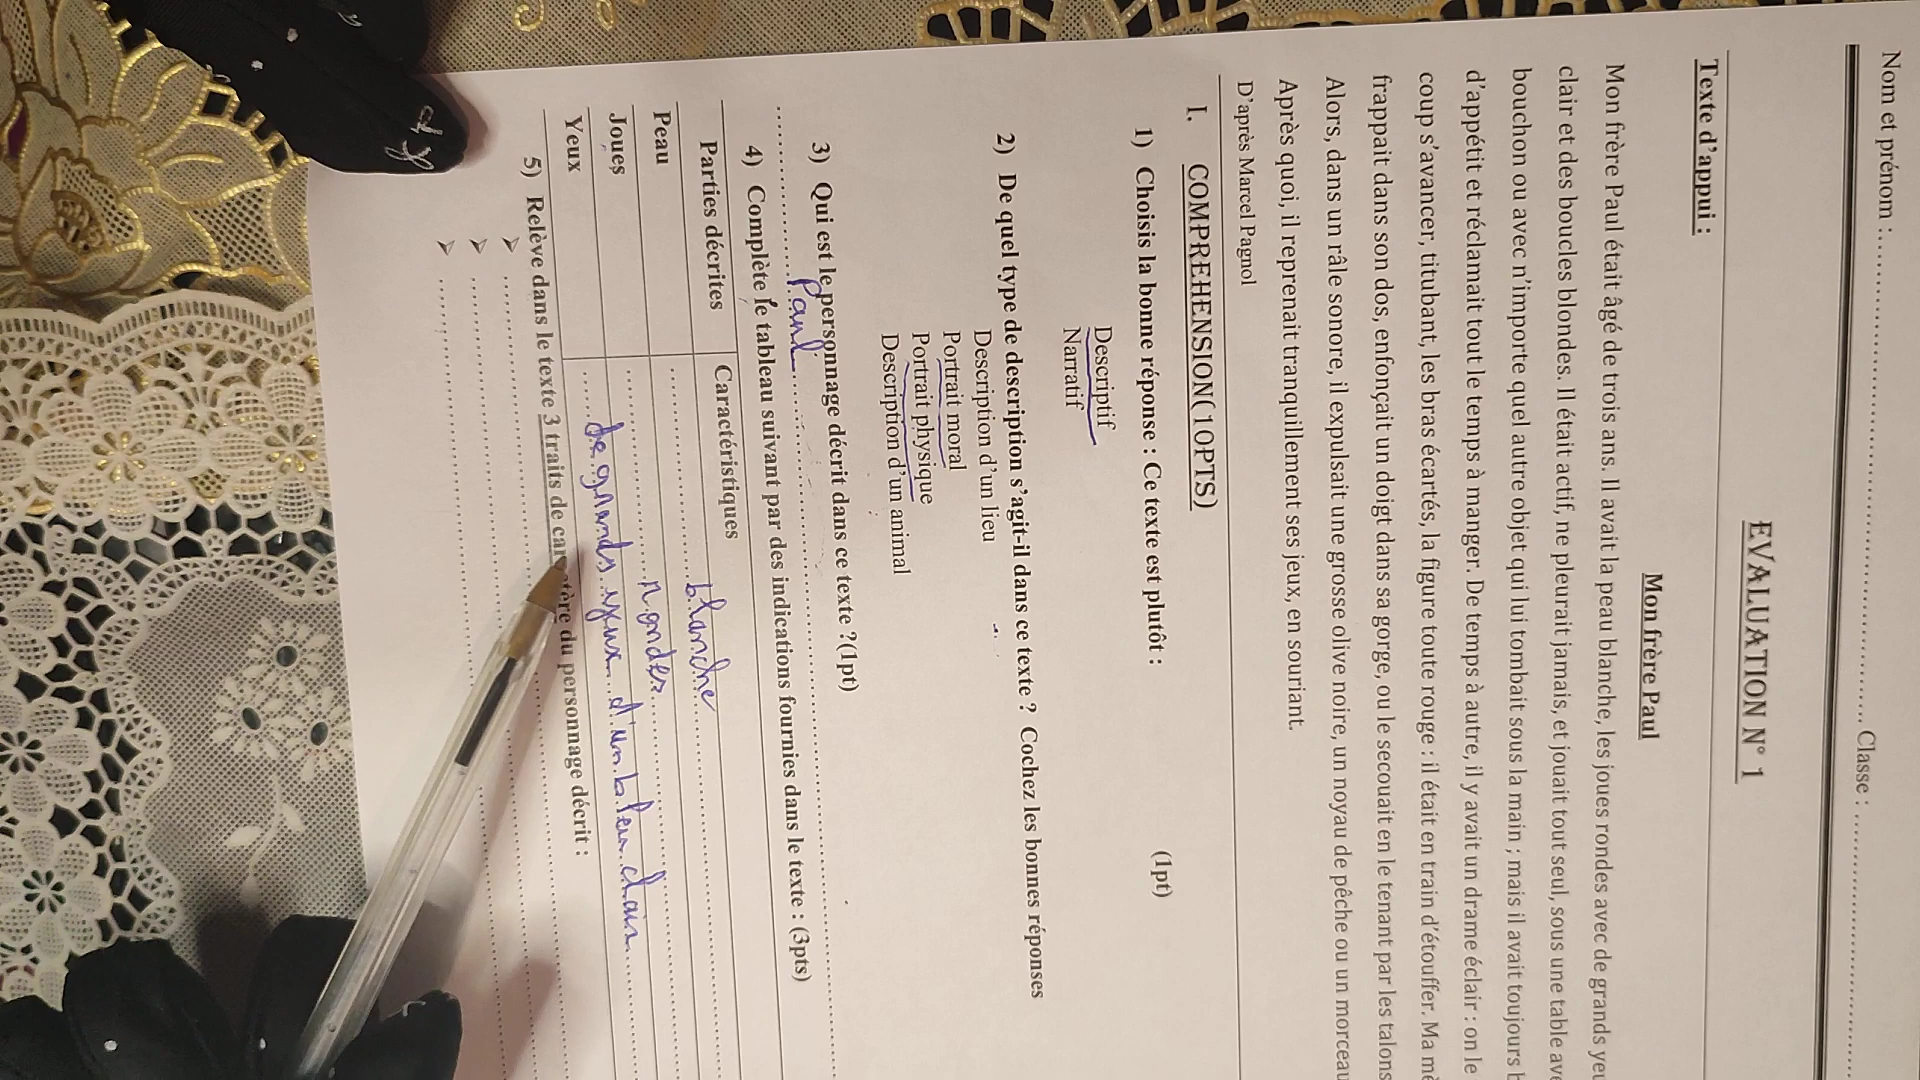 Nom et prénom :........................................................ Classe : ........................
EVALUATION N° 1
Texte d'appui :
Mon frère Paul
Mon frère Paul était âgé de trois ans. Il avait la peau blanche, les joues rondes avec de grands yeu
clair et des boucles blondes. Il était actif, ne pleurait jamais, et jouait tout seul, sous une table ave
bouchon ou avec n'importe quel autre objet qui lui tombait sous la main ; mais il avait toujours b
d'appétit et réclamait tout le temps à manger. De temps à autre, il y avait un drame éclair : on le
coup s'avancer, titubant, les bras écartés, la figure toute rouge : il était en train d'étouffer. Ma mè
frappait dans son dos, enfonçait un doigt dans sa gorge, ou le secouait en le tenant par les talons
Alors, dans un râle sonore, il expulsait une grosse olive noire, un noyau de pêche ou un morceau
Après quoi, il reprenait tranquillement ses jeux, en souriant.
D'après Marcel Pagnol
I. COMPREHENSION(10PTS)
1) Choisis la bonne réponse : Ce texte est plutôt : (1pt)
Descriptif
Narratif
2) De quel type de description s'agit-il dans ce texte ? Cochez les bonnes réponses
Description d'un lieu
Portrait moral
Portrait physique
Description d'un animal
3) Qui est le personnage décrit dans ce texte ?(1pt)
Paul
4) Complète le tableau suivant par des indications fournies dans le texte : (3pts)
Parties décrites Caractéristiques
Peau blanche
Joues rondes
Yeux de grands yeux d'un bleu clair
5) Relève dans le texte 3 traits de caractère du personnage décrit :